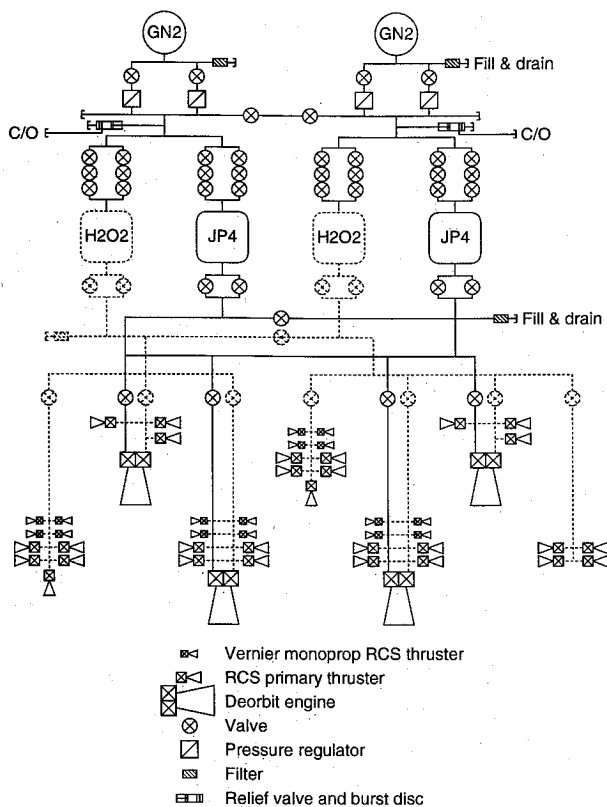 GN2 GN2
Fill & drain
C/O C/O
H2O2 JP4 H2O2 JP4
Fill & drain
Vernier monoprop RCS thruster
RCS primary thruster
Deorbit engine
Valve
Pressure regulator
Filter
Relief valve and burst disc